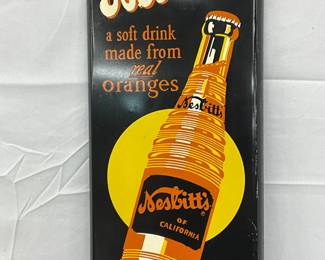 a soft drink
made from
real
oranges
Nesbitt's
Nesbitt's
OF
CALIFORNIA